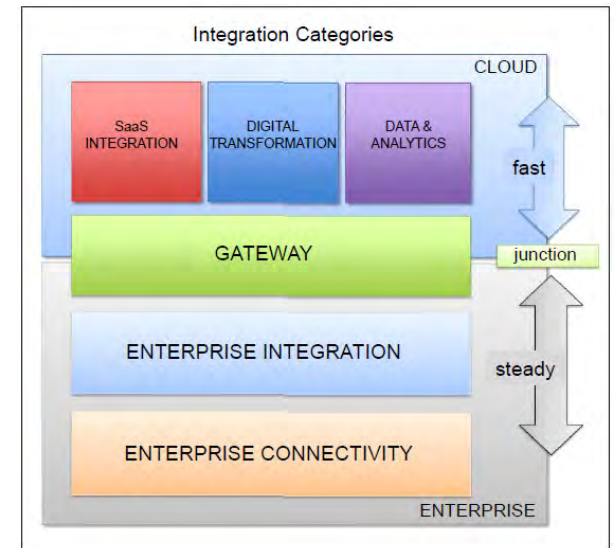 Integration Categories
CLOUD
SaaS
INTEGRATION
DIGITAL
TRANSFORMATION
DATA &
ANALYTICS
fast
GATEWAY
junction
ENTERPRISE INTEGRATION
steady
ENTERPRISE CONNECTIVITY
ENTERPRISE